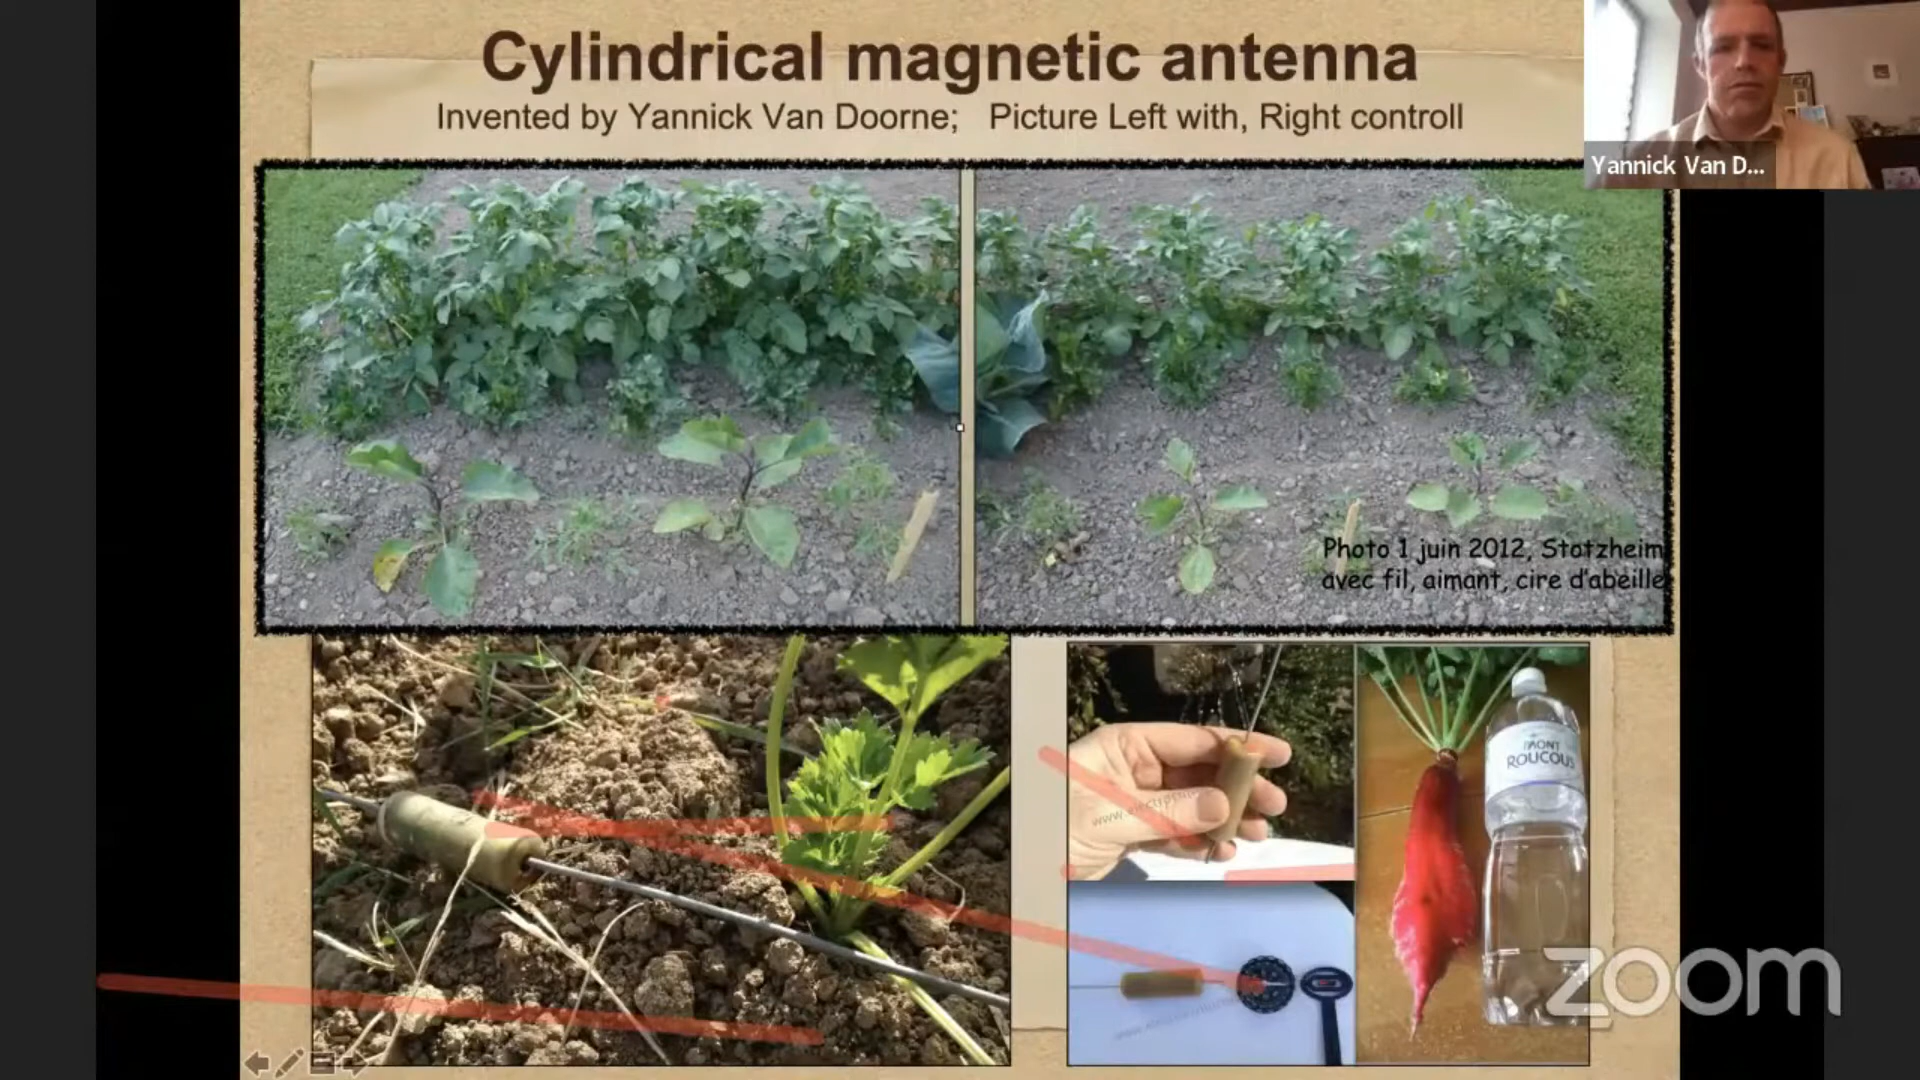 Cylindrical magnetic antenna
Invented by Yannick Van Doorne; Picture Left with, Right controll
Yannick Van D...
Photo 1 juin 2012, Stotzheim
avec fil, aimant, cire d'abeille
MONT
ROUCOUS
zoom